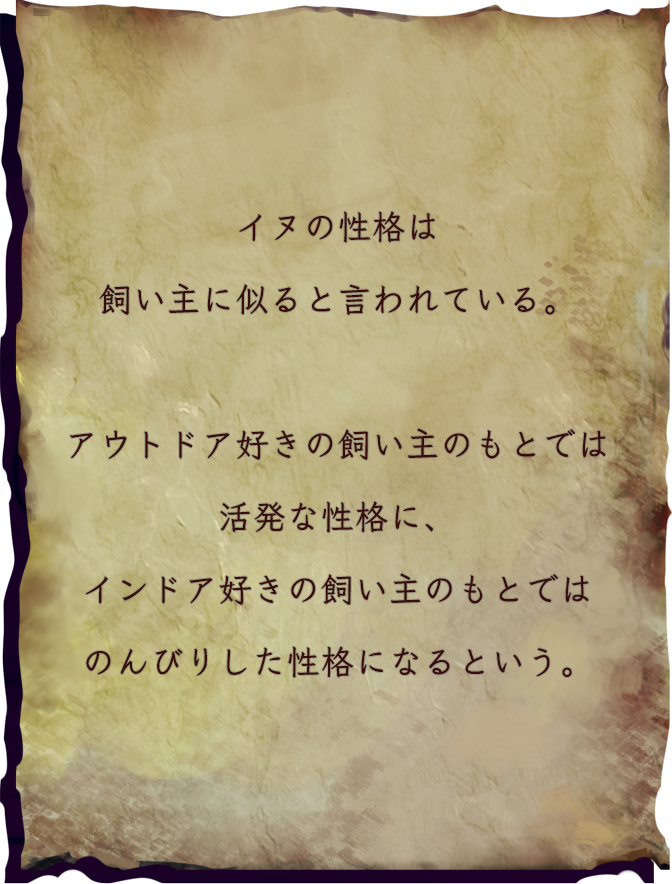 イヌの性格は
飼い主に似ると言われている。
アウトドア好きの飼い主のもとでは
活発な性格に、
インドア好きの飼い主のもとでは
のんびりした性格になるという。